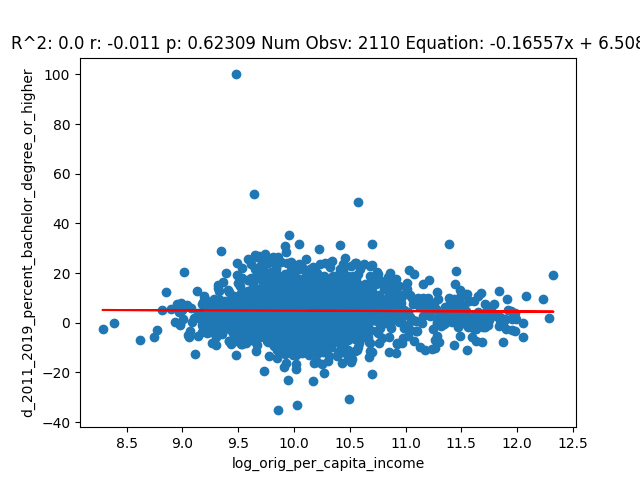 R^2: 0.0 r: -0.011 p: 0.62309 Num Obsv: 2110 Equation: -0.16557x + 6.508
d_2011_2019_percent_bachelor_degree_or_higher
100
80
60
40
20
0
−20
−40
8.5 9.0 9.5 10.0 10.5 11.0 11.5 12.0 12.5
log_orig_per_capita_income